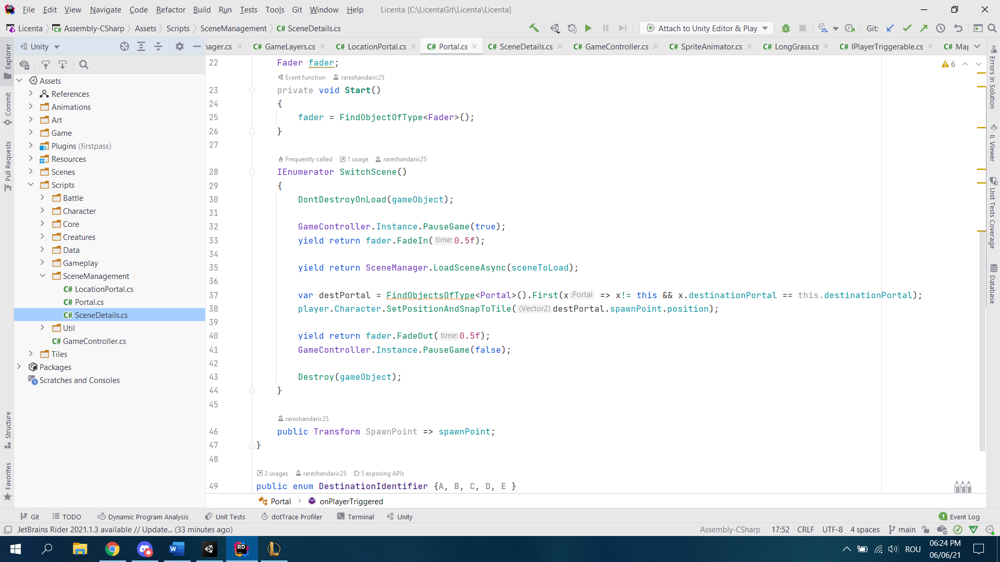 File Edit View Navigate Code Refactor Build Run Tests Tools Git Window Help Licenta [C:\LicentaGit\Licenta\Licenta]
Licenta Assembly-CSharp Assets Scripts SceneManagement C# SceneDetails.cs Attach to Unity Editor & Play Git:
Unity nager.cs C# GameLayers.cs C# LocationPortal.cs C# Portal.cs C# SceneDetails.cs C# GameController.cs C# SpriteAnimator.cs C# LongGrass.cs C# IPlayerTriggerable.cs C# Map
Explorer
Commit
Pull Requests
Structure
Favorites
Assets
References
Animations
Art
Game
Plugins (firstpass)
Resources
Scenes
Scripts
Battle
Character
Core
Creatures
Data
Gameplay
SceneManagement
C# LocationPortal.cs
C# Portal.cs
C# SceneDetails.cs
Util
C# GameController.cs
Tiles
Packages
Scratches and Consoles
22 Fader fader;
6
Event function rareshandaric25
23 private void Start()
24 {
25 fader = FindObjectOfType<Fader>();
26 }
27
Frequently called 1 usage rareshandaric25
28 IEnumerator SwitchScene()
29 {
30 DontDestroyOnLoad(gameObject);
31
32 GameController.Instance.PauseGame(true);
33 yield return fader.FadeIn(time:0.5f);
34
35 yield return SceneManager.LoadSceneAsync(sceneToLoad);
36
37 var destPortal = FindObjectsOfType<Portal>().First(x:Portal => x!= this && x.destinationPortal == this.destinationPortal);
38 player.Character.SetPositionAndSnapToTile((Vector2)destPortal.spawnPoint.position);
39
40 yield return fader.FadeOut(time:0.5f);
41 GameController.Instance.PauseGame(false);
42
43 Destroy(gameObject);
44 }
45
rareshandaric25
46 public Transform SpawnPoint => spawnPoint;
47 }
48
2 usages rareshandaric25 5 exposing APIs
49 public enum DestinationIdentifier {A, B, C, D, E }
Portal onPlayerTriggered
Errors In Solution
IL Viewer
Unit Tests Coverage
Database
Git TODO Dynamic Program Analysis Unit Tests dotTrace Profiler Terminal Unity 1 Event Log
JetBrains Rider 2021.1.3 available // Update... (33 minutes ago) Assembly-CSharp 17:52 CRLF UTF-8 4 spaces main
ROU 06:24 PM
06/06/21